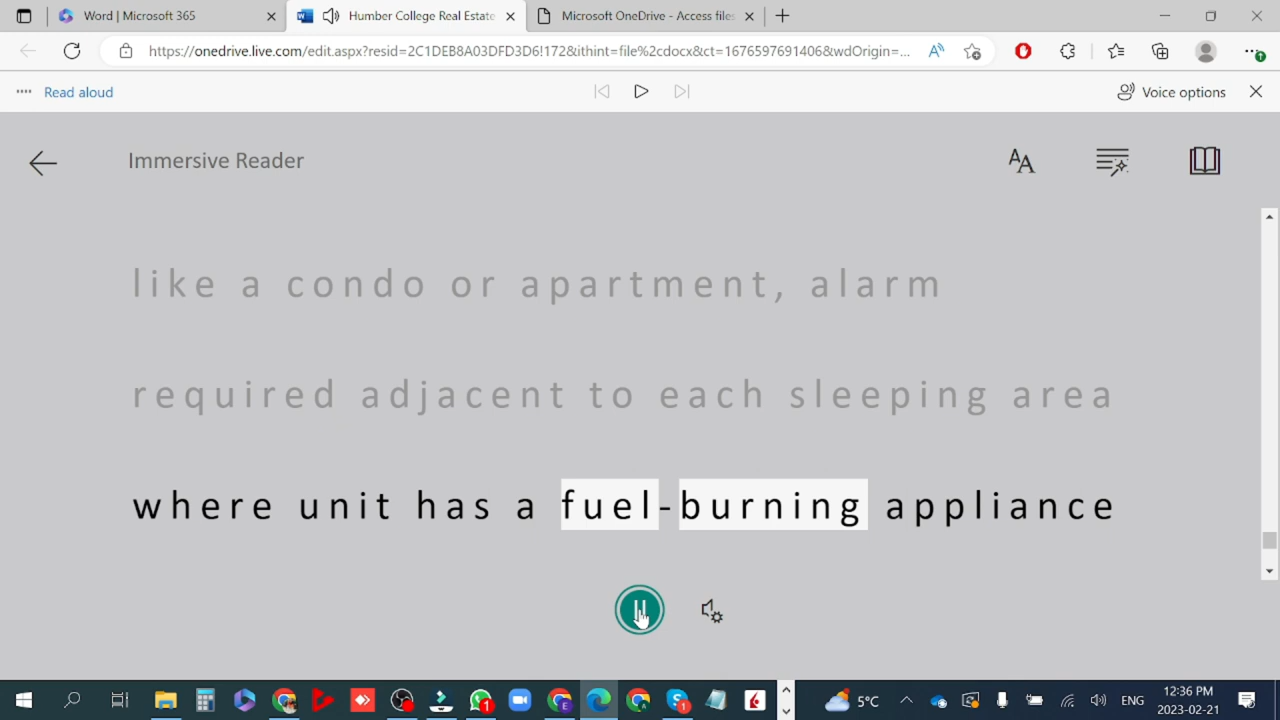 Word | Microsoft 365
Humber College Real Estate
Microsoft OneDrive - Access files
https://onedrive.live.com/edit.aspx?resid=2C1DEB8A03DFD3D6!172&ithint=file%2cdocx&ct=1676597691406&wdOrigin=...
Read aloud
Voice options
Immersive Reader
like a condo or apartment, alarm
required adjacent to each sleeping area
where unit has a fuel-burning appliance
5°C
ENG
12:36 PM
2023-02-21